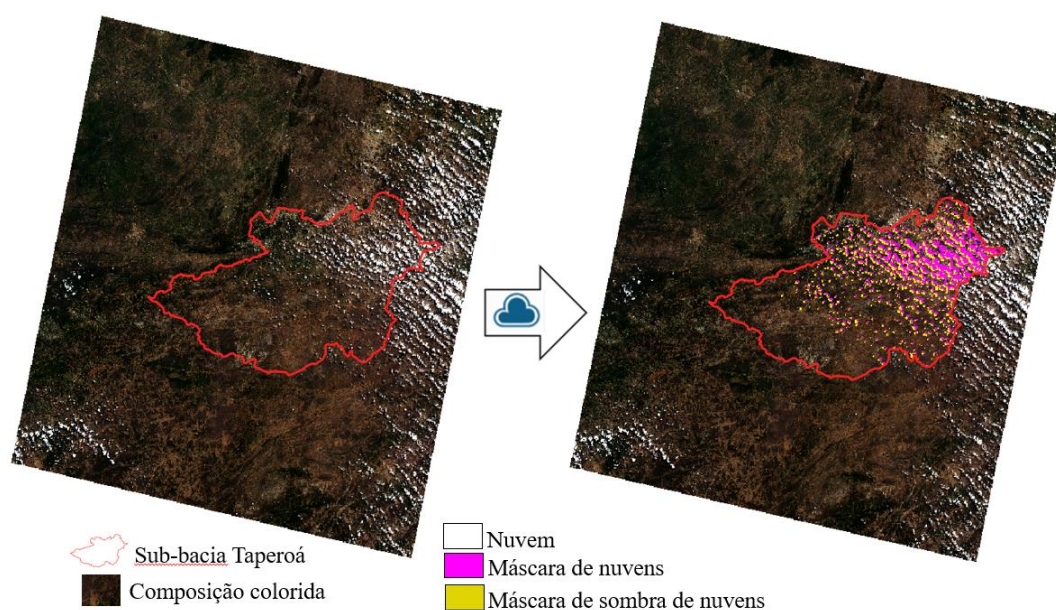 Sub-bacia Taperoá
Composição colorida
Nuvem
Máscara de nuvens
Máscara de sombra de nuvens